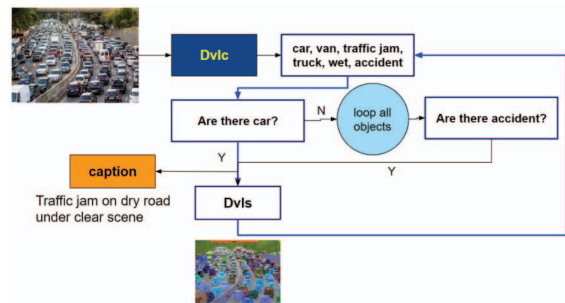 Dvlc
car, van, traffic jam,
truck, wet, accident
Are there car?
N
loop all
objects
Are there accident?
Y
Y
caption
Traffic jam on dry road
under clear scene
Dvls